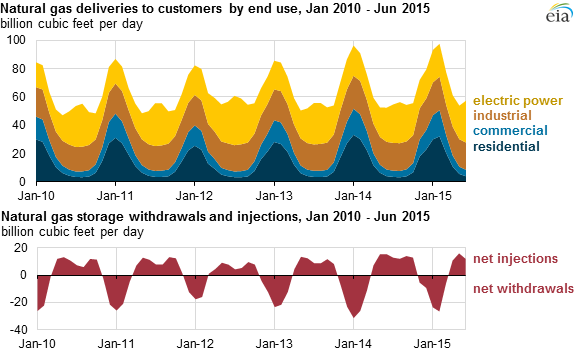 Natural gas deliveries to customers by end use, Jan 2010 - Jun 2015
billion cubic feet per day
eia
100
80
60
40
20
0
electric power
industrial
commercial
residential
Jan-10 Jan-11 Jan-12 Jan-13 Jan-14 Jan-15
Natural gas storage withdrawals and injections, Jan 2010 - Jun 2015
billion cubic feet per day
20
0
-20
-40
net injections
net withdrawals
Jan-10 Jan-11 Jan-12 Jan-13 Jan-14 Jan-15